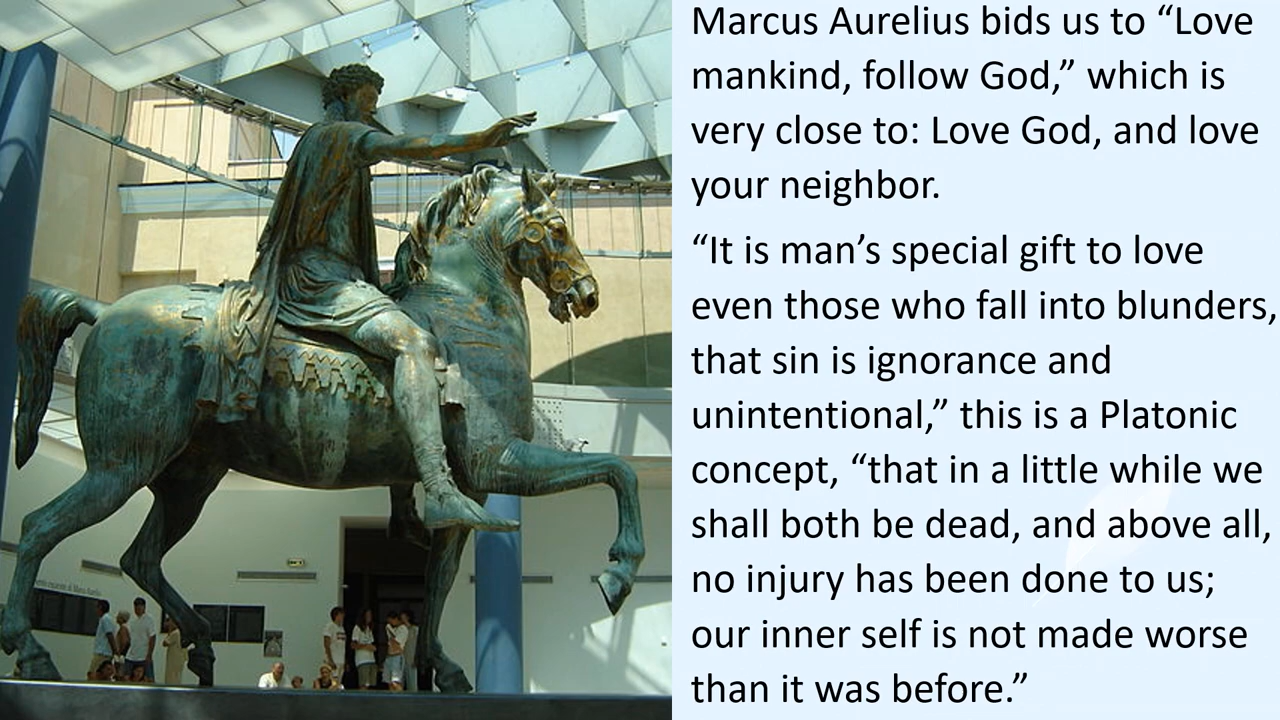 Marcus Aurelius bids us to “Love
mankind, follow God,” which is
very close to: Love God, and love
your neighbor.
“It is man’s special gift to love
even those who fall into blunders,
that sin is ignorance and
unintentional,” this is a Platonic
concept, “that in a little while we
shall both be dead, and above all,
no injury has been done to us;
our inner self is not made worse
than it was before.”